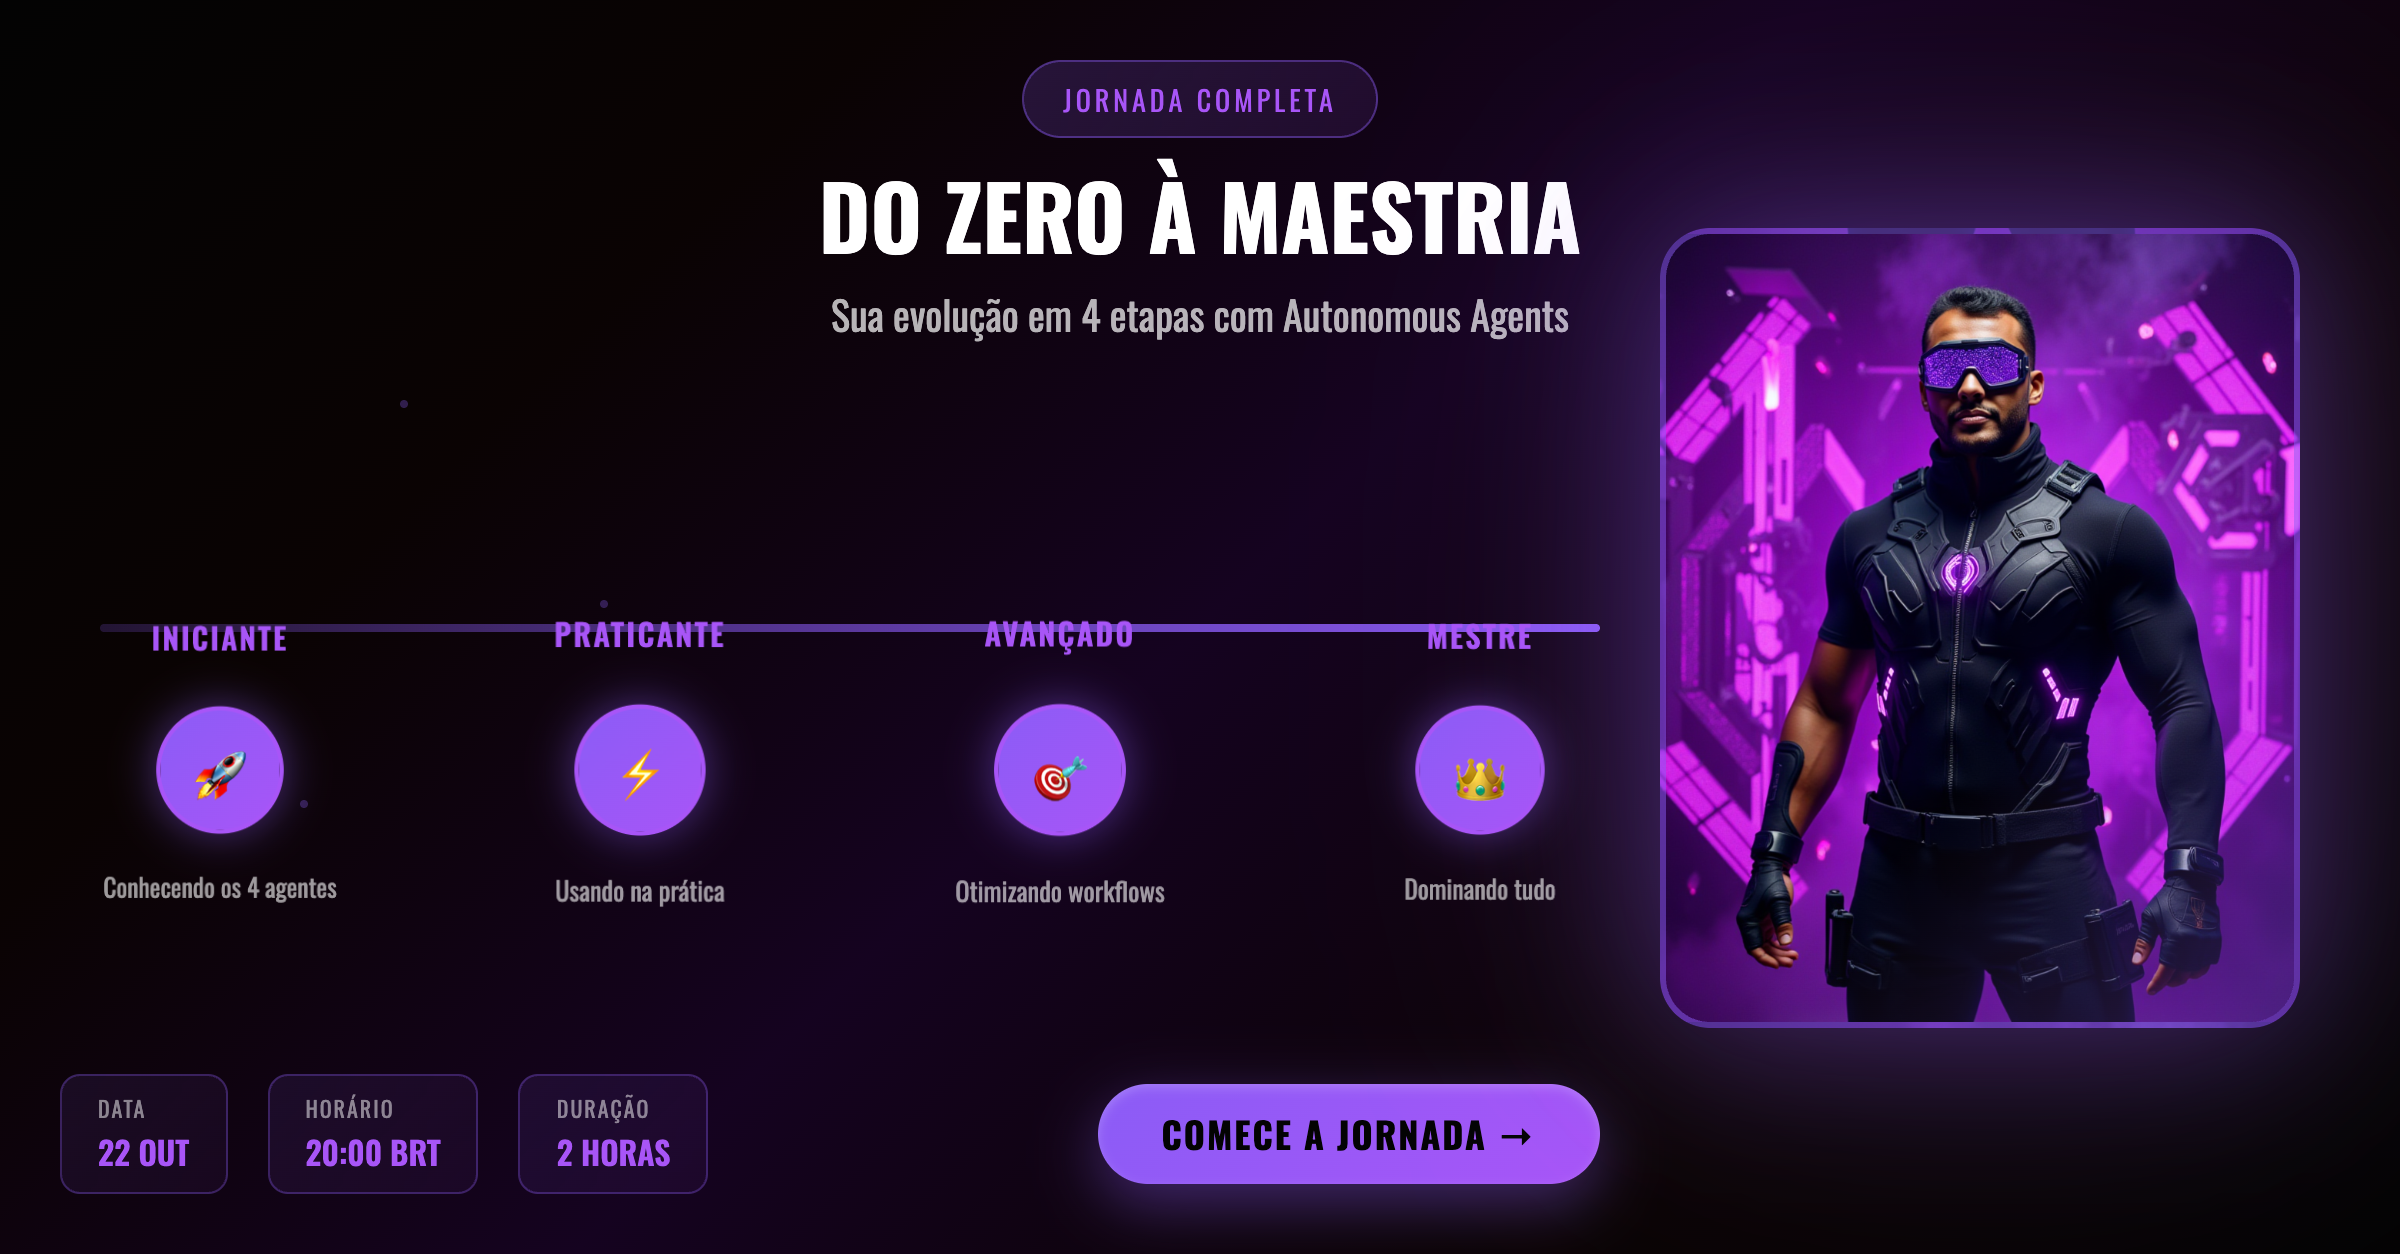 JORNADA COMPLETA
DO ZERO À MAESTRIA
Sua evolução em 4 etapas com Autonomous Agents
INICIANTE
PRATICANTE
AVANÇADO
MESTRE
Conhecendo os 4 agentes
Usando na prática
Otimizando workflows
Dominando tudo
DATA
22 OUT
HORÁRIO
20:00 BRT
DURAÇÃO
2 HORAS
COMECE A JORNADA →